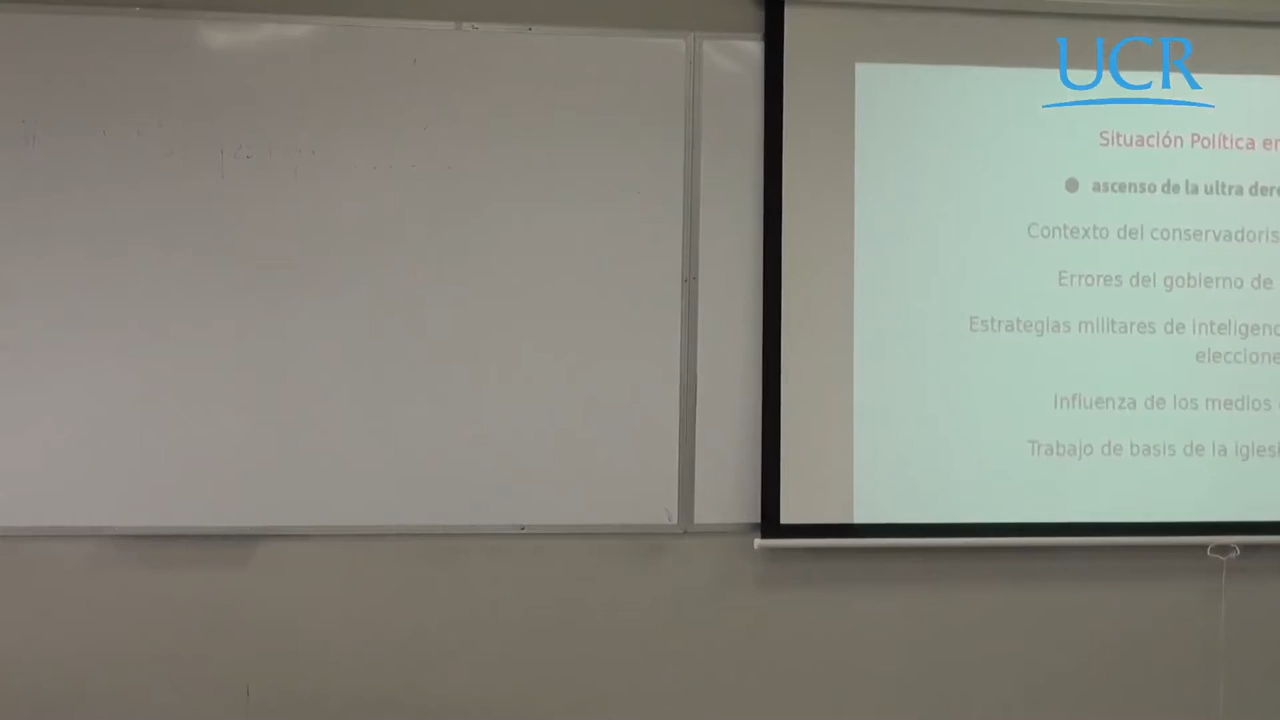 UCR
Situación Política en
ascenso de la ultra dere
Contexto del conservadoris
Errores del gobierno de
Estrategias militares de inteligenc
eleccione
Influenza de los medios
Trabajo de basis de la iglesi